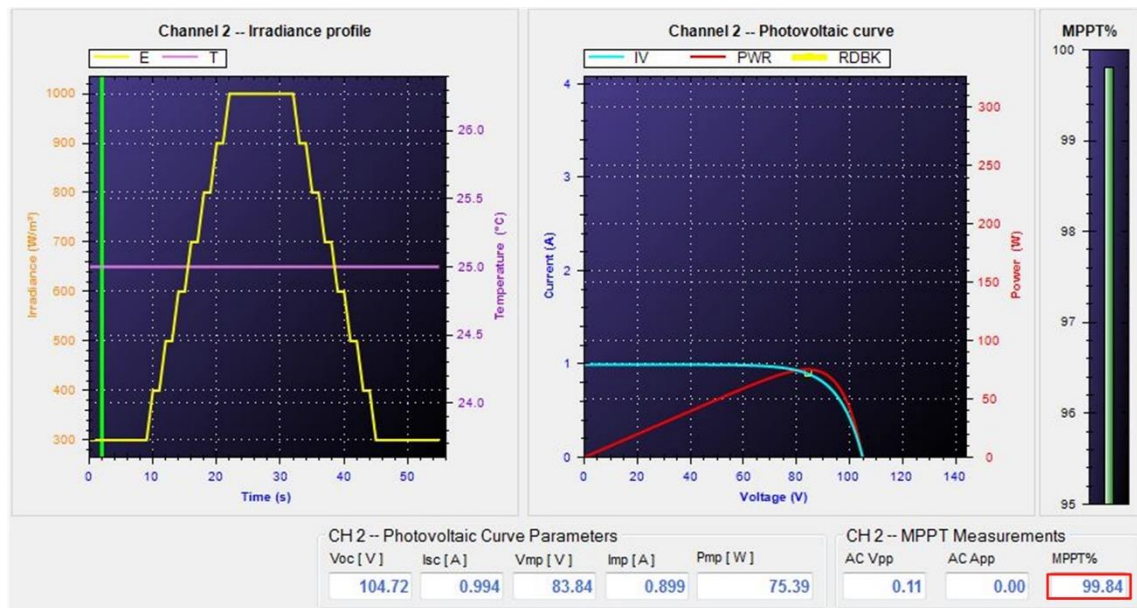 Channel 2 -- Irradiance profile
E T
1000
900
800
700
600
500
400
300
Irradiance (W/m²)
26.0
25.5
25.0
24.5
24.0
Temperature (°C)
0 20 40
Time (s)
Channel 2 -- Photovoltaic curve
IV PWR RDBK
4
3
2
1
0
Current (A)
300
250
200
150
100
50
0
Power (W)
0 20 40 60 80 100 120 140
Voltage (V)
MPPT%
100
99
98
97
96
95
CH 2 -- Photovoltaic Curve Parameters
Voc [ V ] Isc [ A ] Vmp [ V ] Imp [ A ] Pmp [ W ]
104.72 0.994 83.84 0.899 75.39
CH 2 -- MPPT Measurements
AC Vpp AC App MPPT%
0.11 0.00 99.84